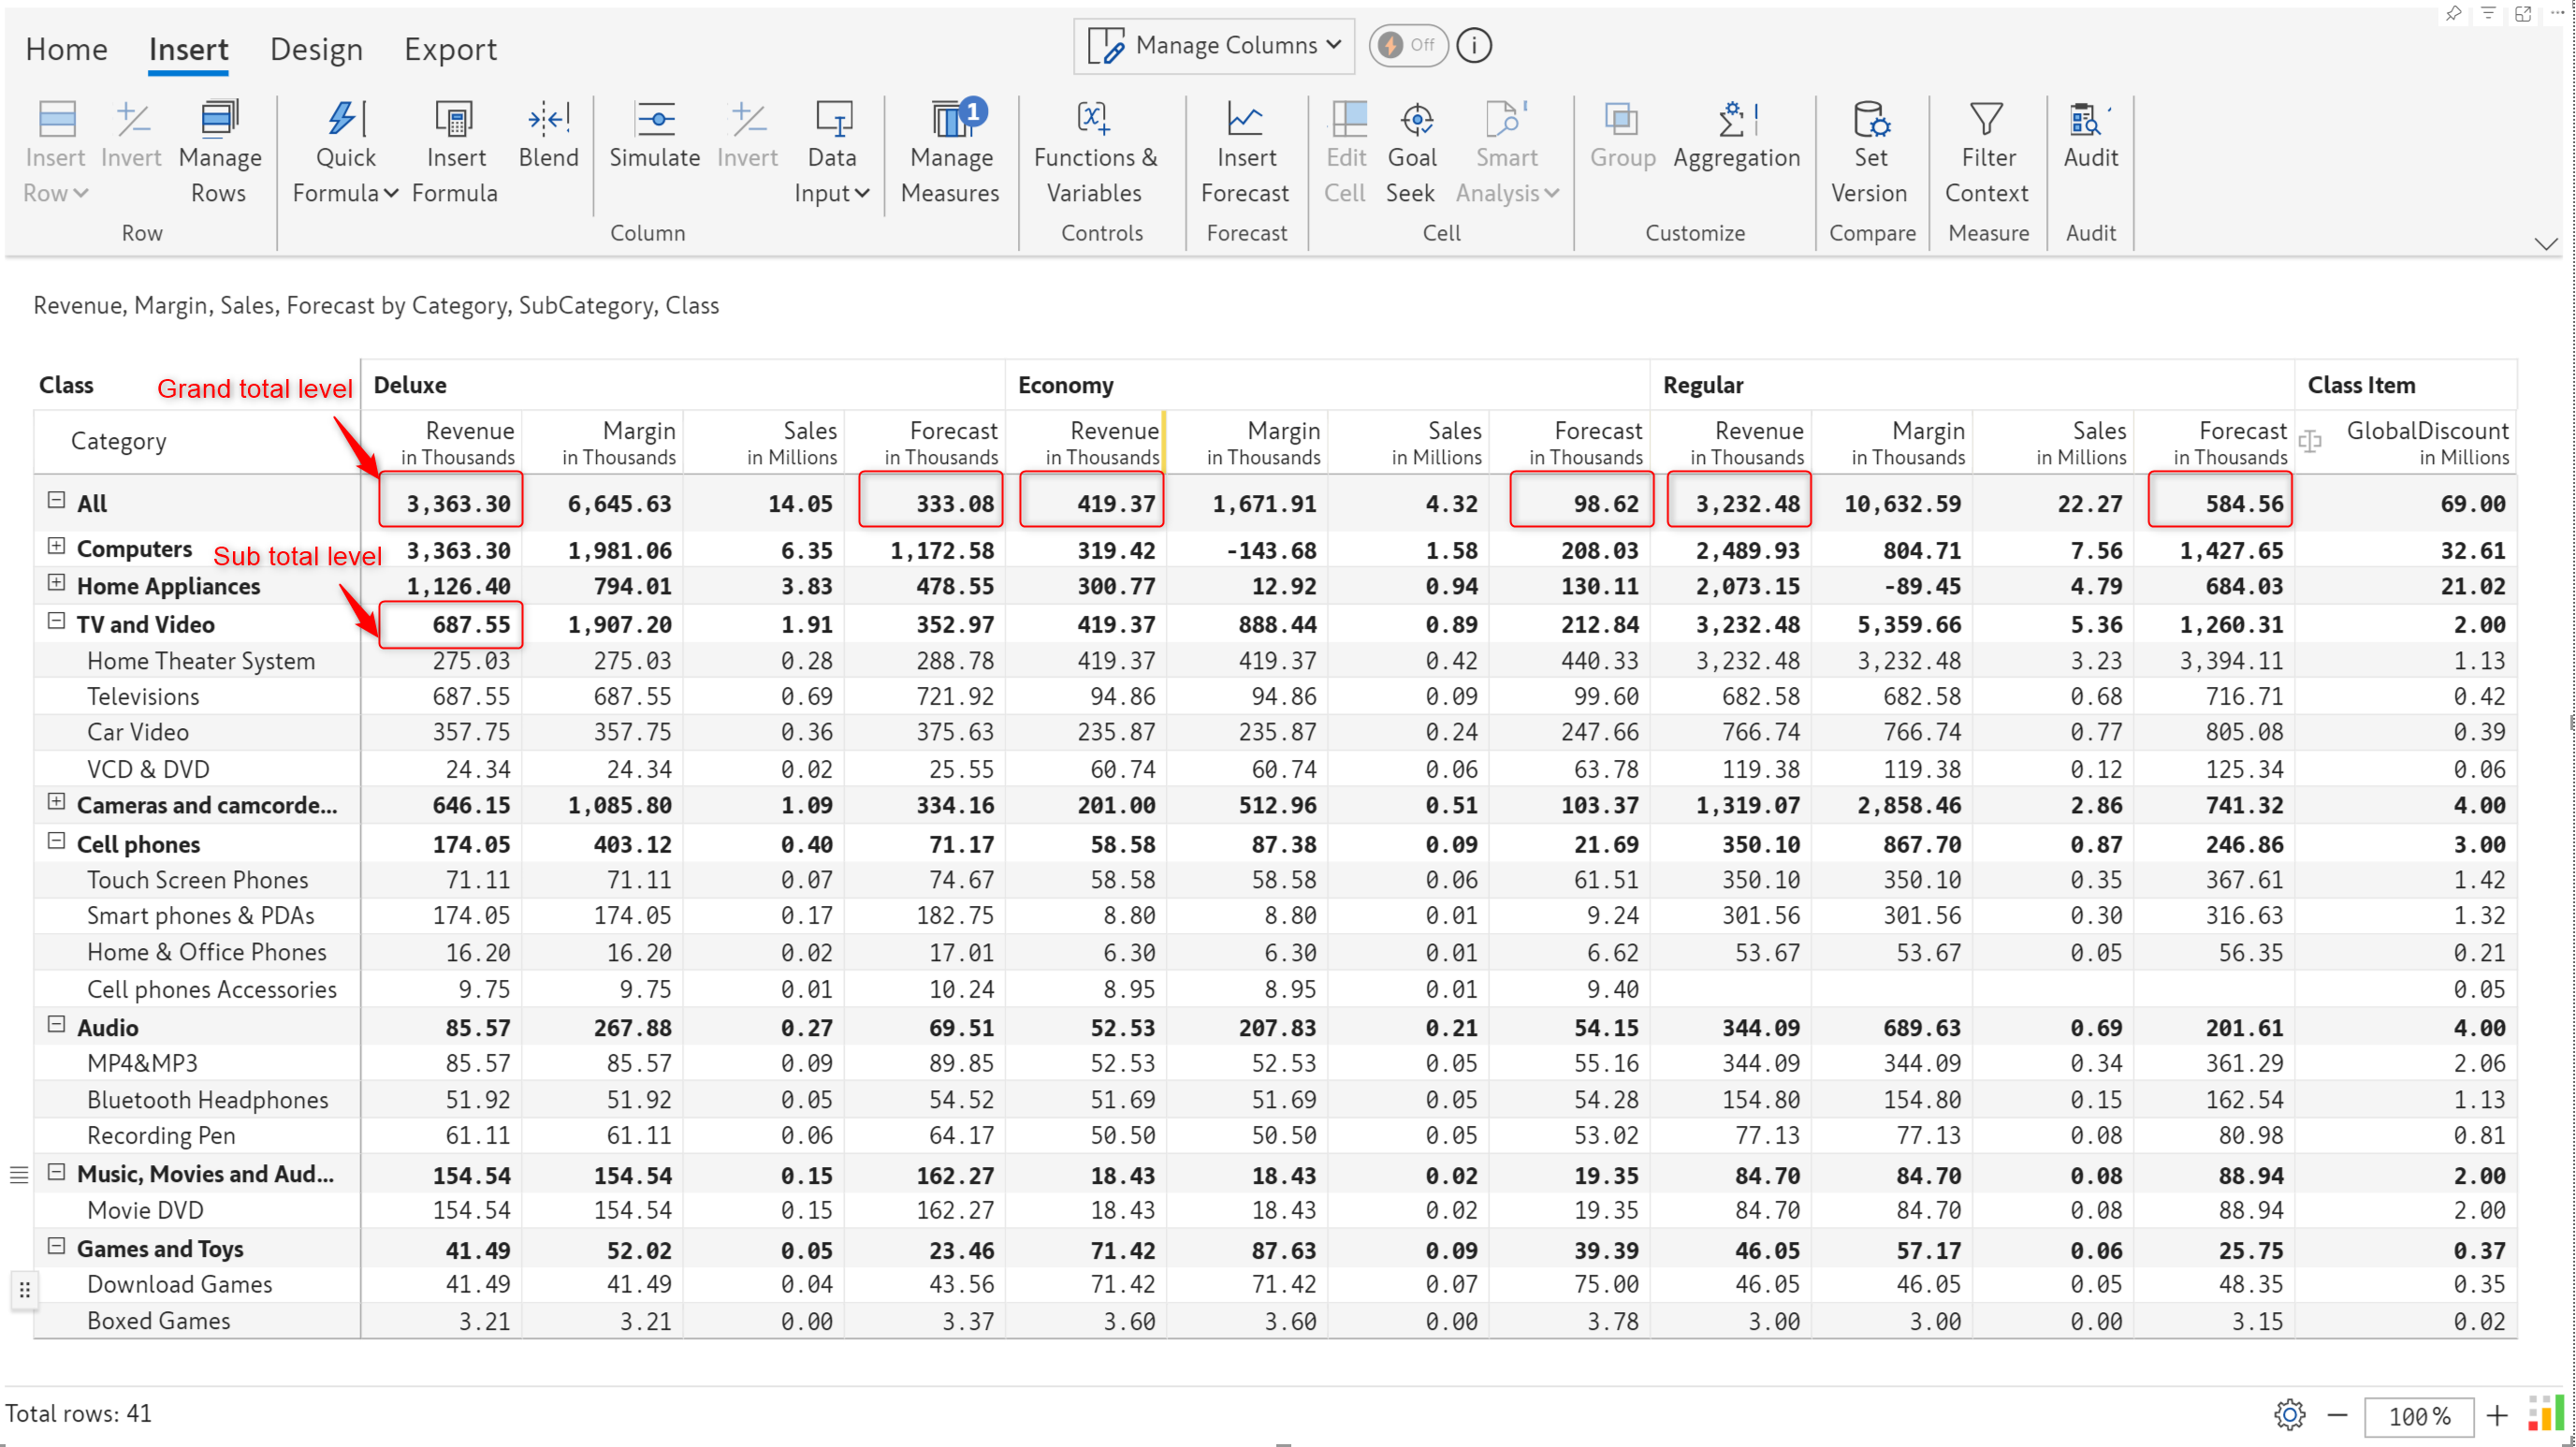 Home Insert Design Export Manage Columns Off i
Insert Row Invert Manage Rows Quick Formula Insert Formula Blend Simulate Invert Data Input 1 Manage Measures Functions & Variables Insert Forecast Edit Cell Goal Seek Smart Analysis Group Aggregation Set Version Filter Context Audit
Row Column Controls Forecast Cell Customize Compare Measure Audit
Revenue, Margin, Sales, Forecast by Category, SubCategory, Class
Class Grand total level Deluxe Economy Regular Class Item
Category Revenue Margin Sales Forecast Revenue Margin Sales Forecast Revenue Margin Sales Forecast GlobalDiscount
in Thousands in Thousands in Millions in Thousands in Thousands in Thousands in Millions in Thousands in Thousands in Thousands in Millions in Thousands in Millions
All 3,363.30 6,645.63 14.05 333.08 419.37 1,671.91 4.32 98.62 3,232.48 10,632.59 22.27 584.56 69.00
Computers 3,363.30 1,981.06 6.35 1,172.58 319.42 -143.68 1.58 208.03 2,489.93 804.71 7.56 1,427.65 32.61
Sub total level
Home Appliances 1,126.40 794.01 3.83 478.55 300.77 12.92 0.94 130.11 2,073.15 -89.45 4.79 684.03 21.02
TV and Video 687.55 1,907.20 1.91 352.97 419.37 888.44 0.89 212.84 3,232.48 5,359.66 5.36 1,260.31 2.00
Home Theater System 275.03 275.03 0.28 288.78 419.37 419.37 0.42 440.33 3,232.48 3,232.48 3.23 3,394.11 1.13
Televisions 687.55 687.55 0.69 721.92 94.86 94.86 0.09 99.60 682.58 682.58 0.68 716.71 0.42
Car Video 357.75 357.75 0.36 375.63 235.87 235.87 0.24 247.66 766.74 766.74 0.77 805.08 0.39
VCD & DVD 24.34 24.34 0.02 25.55 60.74 60.74 0.06 63.78 119.38 119.38 0.12 125.34 0.06
Cameras and camcorde... 646.15 1,085.80 1.09 334.16 201.00 512.96 0.51 103.37 1,319.07 2,858.46 2.86 741.32 4.00
Cell phones 174.05 403.12 0.40 71.17 58.58 87.38 0.09 21.69 350.10 867.70 0.87 246.86 3.00
Touch Screen Phones 71.11 71.11 0.07 74.67 58.58 58.58 0.06 61.51 350.10 350.10 0.35 367.61 1.42
Smart phones & PDAs 174.05 174.05 0.17 182.75 8.80 8.80 0.01 9.24 301.56 301.56 0.30 316.63 1.32
Home & Office Phones 16.20 16.20 0.02 17.01 6.30 6.30 0.01 6.62 53.67 53.67 0.05 56.35 0.21
Cell phones Accessories 9.75 9.75 0.01 10.24 8.95 8.95 0.01 9.40 0.05
Audio 85.57 267.88 0.27 69.51 52.53 207.83 0.21 54.15 344.09 689.63 0.69 201.61 4.00
MP4&MP3 85.57 85.57 0.09 89.85 52.53 52.53 0.05 55.16 344.09 344.09 0.34 361.29 2.06
Bluetooth Headphones 51.92 51.92 0.05 54.52 51.69 51.69 0.05 54.28 154.80 154.80 0.15 162.54 1.13
Recording Pen 61.11 61.11 0.06 64.17 50.50 50.50 0.05 53.02 77.13 77.13 0.08 80.98 0.81
Music, Movies and Aud... 154.54 154.54 0.15 162.27 18.43 18.43 0.02 19.35 84.70 84.70 0.08 88.94 2.00
Movie DVD 154.54 154.54 0.15 162.27 18.43 18.43 0.02 19.35 84.70 84.70 0.08 88.94 2.00
Games and Toys 41.49 52.02 0.05 23.46 71.42 87.63 0.09 39.39 46.05 57.17 0.06 25.75 0.37
Download Games 41.49 41.49 0.04 43.56 71.42 71.42 0.07 75.00 46.05 46.05 0.05 48.35 0.35
Boxed Games 3.21 3.21 0.00 3.37 3.60 3.60 0.00 3.78 3.00 3.00 0.00 3.15 0.02
Total rows: 41 100 %